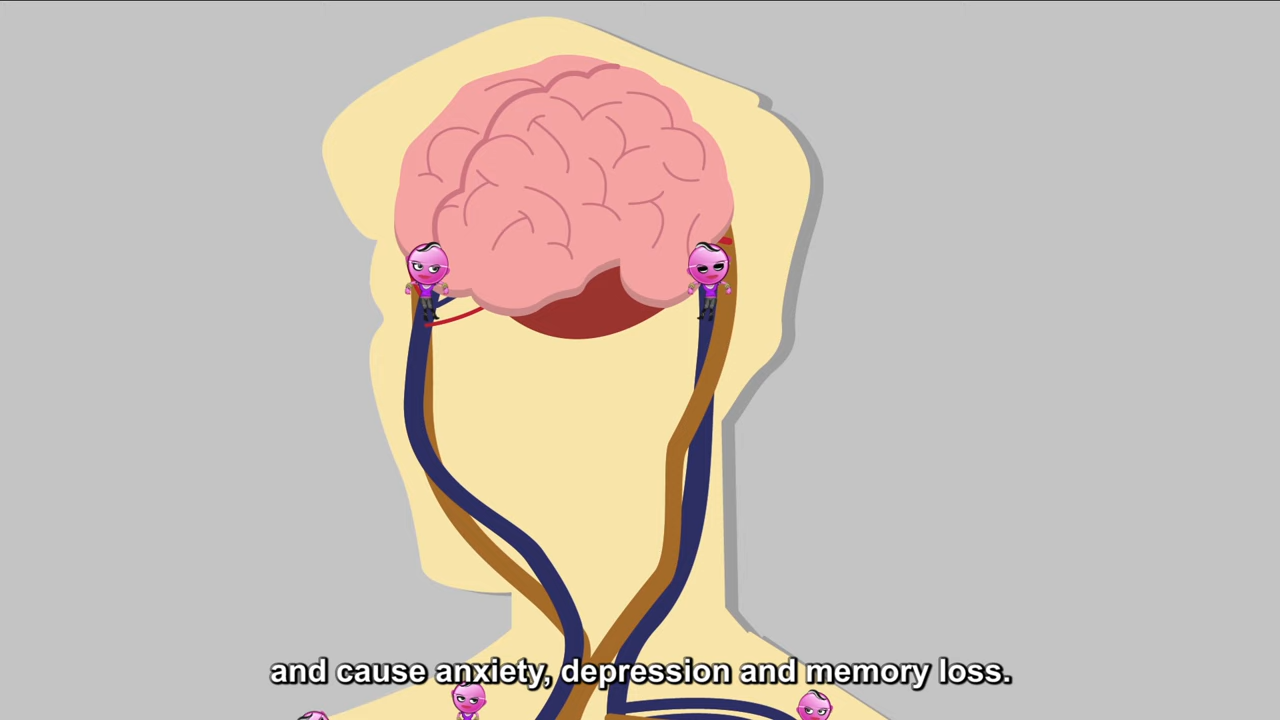 and cause anxiety, depression and memory loss.